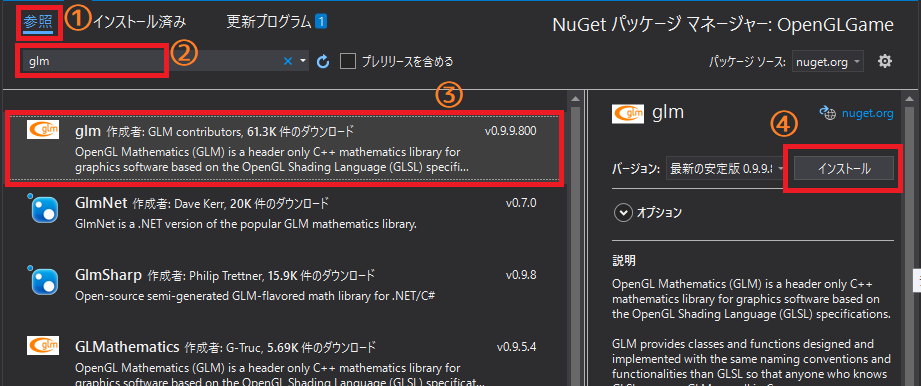 参照 ① インストール済み 更新プログラム 1 NuGet パッケージ マネージャー: OpenGLGame
glm ② プレリリースを含める パッケージ ソース: nuget.org
③
glm 作成者: GLM contributors, 61.3K 件のダウンロード v0.9.9.800
OpenGL Mathematics (GLM) is a header only C++ mathematics library for
graphics software based on the OpenGL Shading Language (GLSL) specifi...
GlmNet 作成者: Dave Kerr, 20K 件のダウンロード v0.7.0
GlmNet is a .NET version of the popular GLM mathematics library.
GlmSharp 作成者: Philip Trettner, 15.9K 件のダウンロード v0.9.8
Open-source semi-generated GLM-flavored math library for .NET/C#
glm
GLMathematics 作成者: G-Truc, 5.69K 件のダウンロード v0.9.5.4
OpenGL Mathematics (GLM) is a header only C++ mathematics library for
glm
glm ④ nuget.org
バージョン: 最新の安定版 0.9.9.8 インストール
オプション
説明
OpenGL Mathematics (GLM) is a header only C++
mathematics library for graphics software based on
the OpenGL Shading Language (GLSL) specifications.
GLM provides classes and functions designed and
implemented with the same naming conventions and
functionalities than GLSL so that anyone who knows